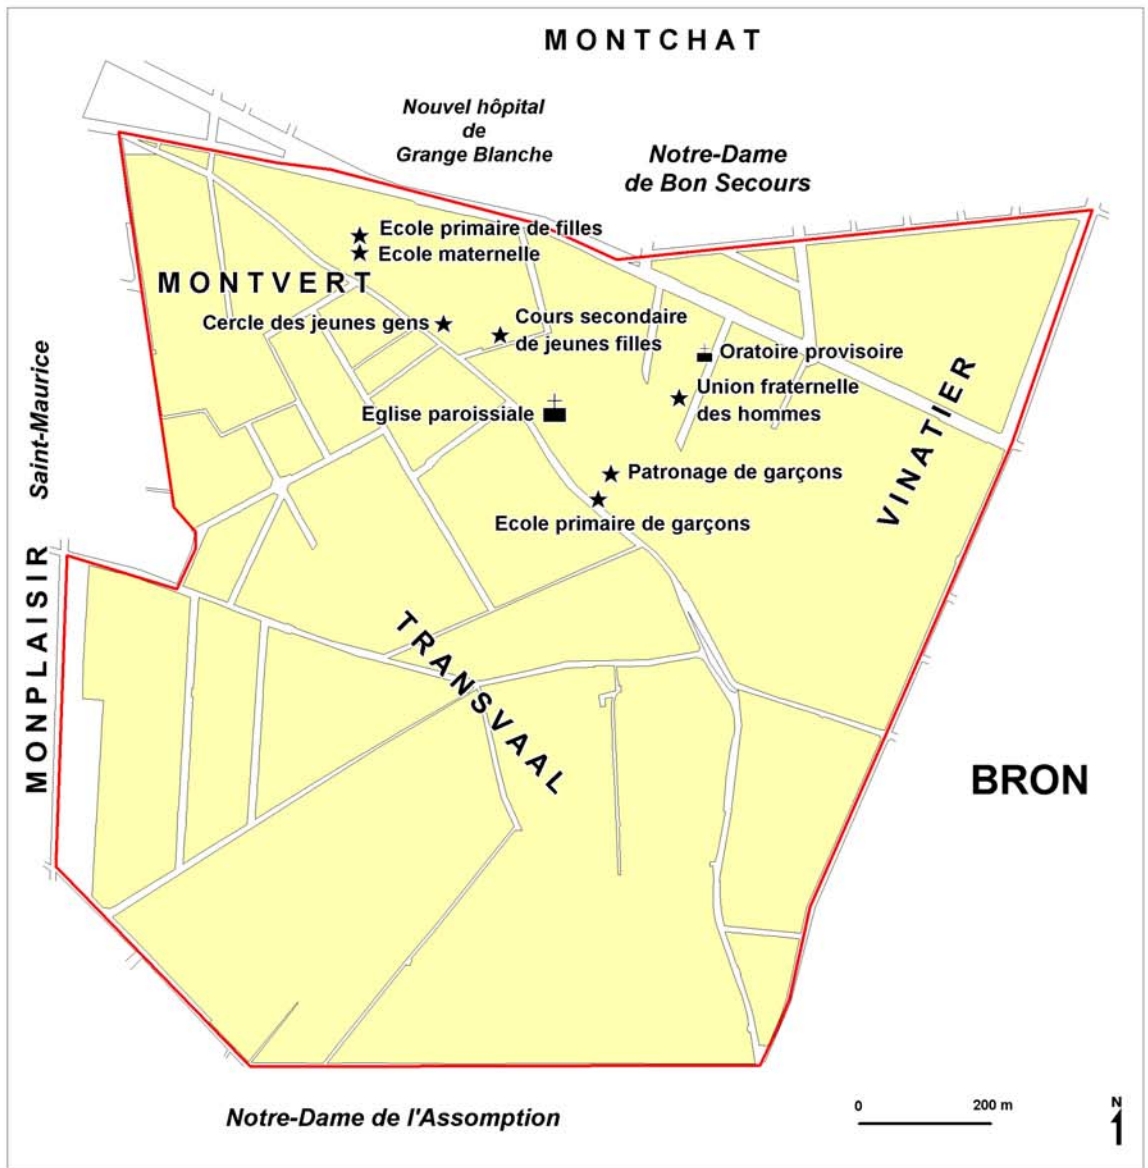 MONTCHAT
Nouvel hôpital
de
Grange Blanche
Notre-Dame
de Bon Secours
Ecole primaire de filles
Ecole maternelle
MONTVERT
Cercle des jeunes gens
Cours secondaire
de jeunes filles
Oratoire provisoire
Union fraternelle
des hommes
Eglise paroissiale
Saint-Maurice
VINATIER
Patronage de garçons
Ecole primaire de garçons
MONPLAISIR
TRANSVAAL
BRON
Notre-Dame de l'Assomption
0 200 m
N